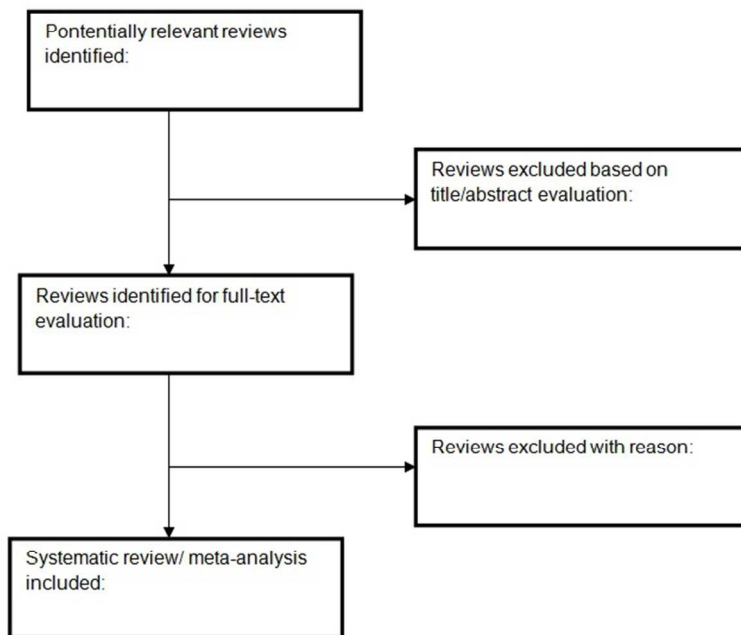 Pontentially relevant reviews
identified:
Reviews excluded based on
title/abstract evaluation:
Reviews identified for full-text
evaluation:
Reviews excluded with reason:
Systematic review/ meta-analysis
included: